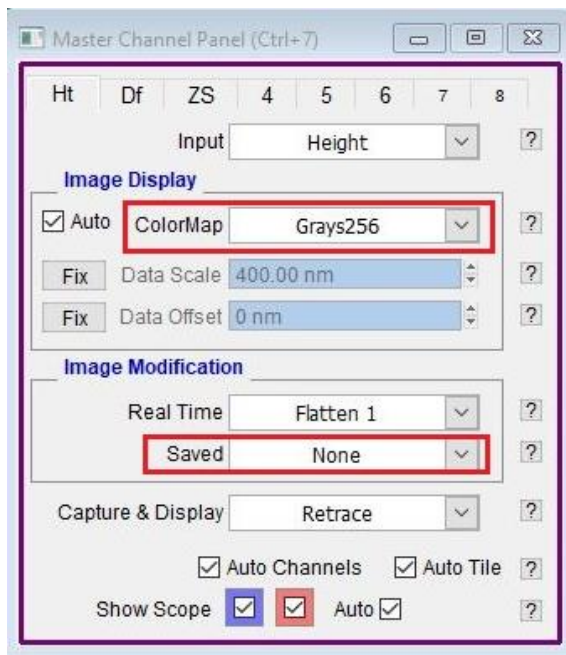 Master Channel Panel (Ctrl+7)
Ht Df ZS 4 5 6 7 8
Input Height ?
Image Display
Auto ColorMap Grays256 ?
Fix Data Scale 400.00 nm ?
Fix Data Offset 0 nm ?
Image Modification
Real Time Flatten 1 ?
Saved None ?
Capture & Display Retrace ?
Auto Channels Auto Tile ?
Show Scope Auto ?